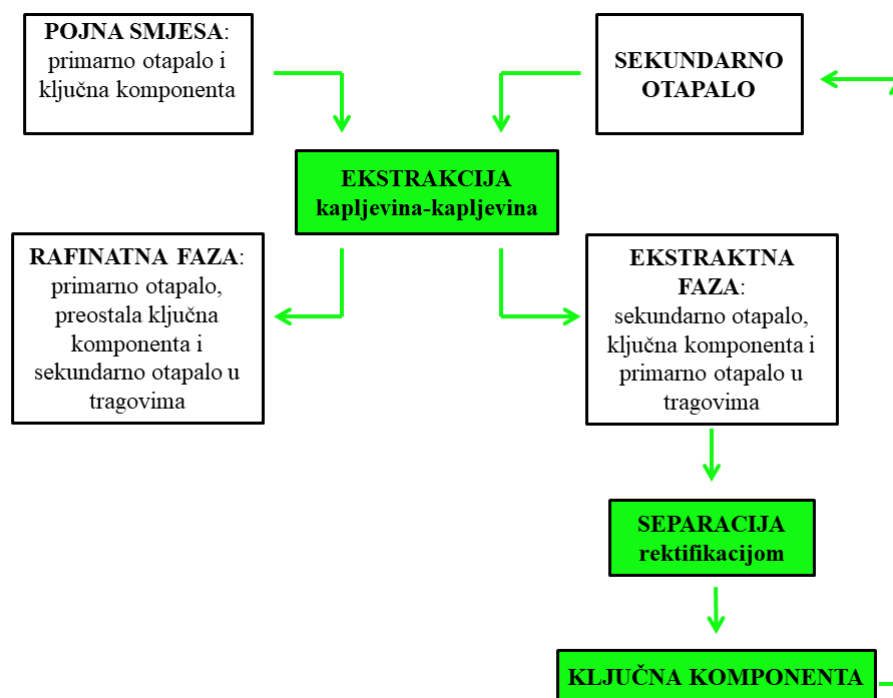 POJNA SMJESA:
primarno otapalo i
ključna komponenta
SEKUNDARNO
OTAPALO
EKSTRAKCIJA
kapljevina-kapljevina
RAFINATNA FAZA:
primarno otapalo,
preostala ključna
komponenta i
sekundarno otapalo u
tragovima
EKSTRAKTNA
FAZA:
sekundarno otapalo,
ključna komponenta i
primarno otapalo u
tragovima
SEPARACIJA
rektifikacijom
KLJUČNA KOMPONENTA